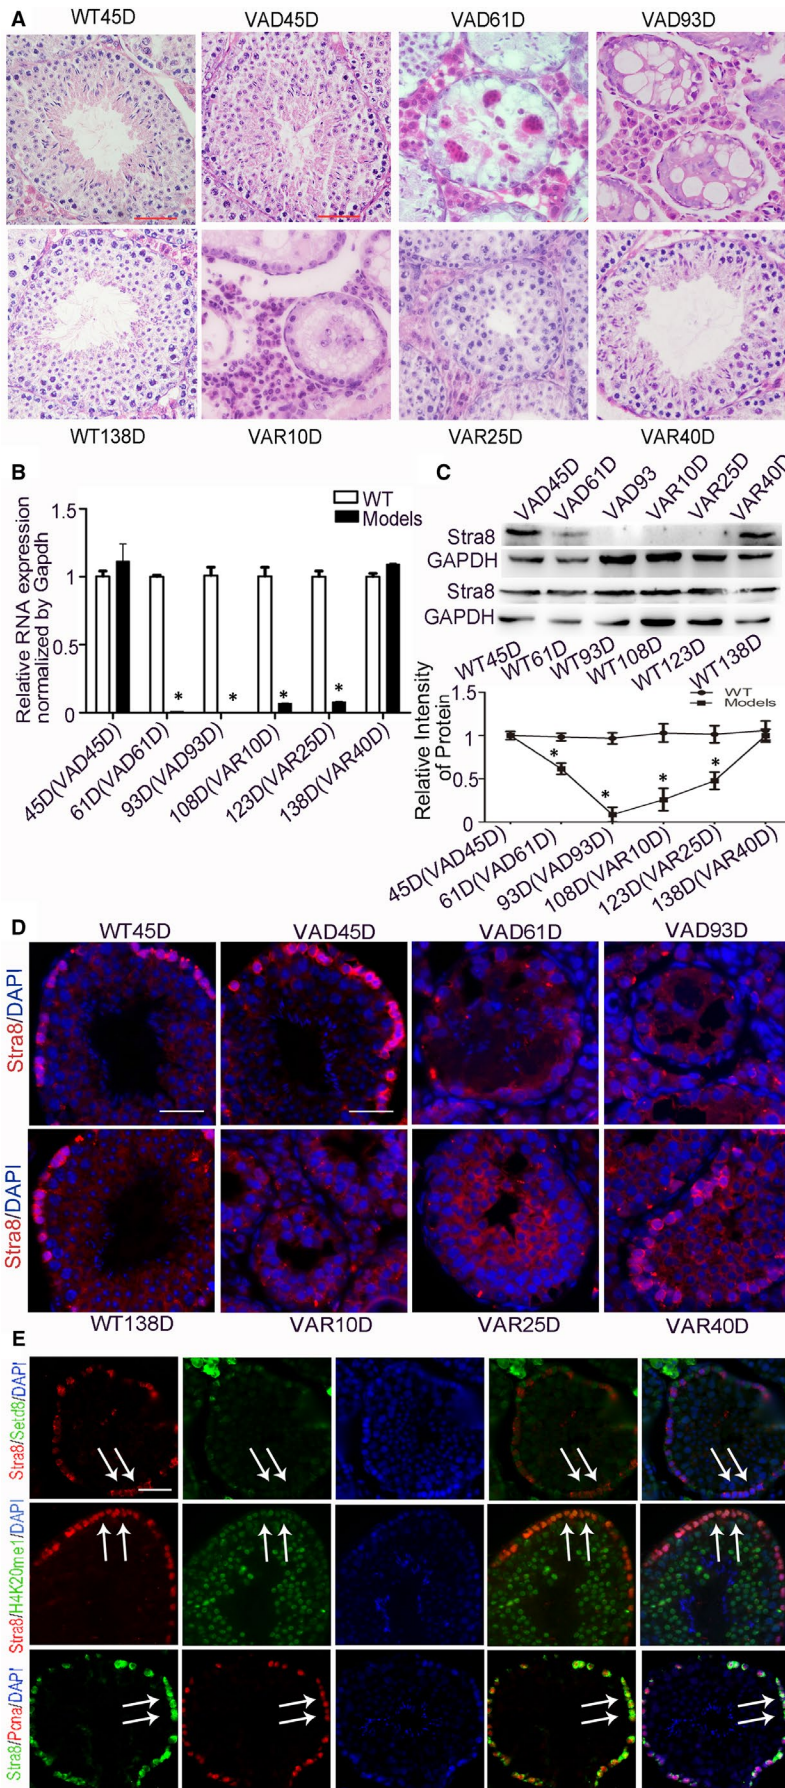 A
WT45D VAD45D VAD61D VAD93D
WT138D VAR10D VAR25D VAR40D
B
Relative RNA expression
normalized by Gapdh
1.5
1
0.5
0
WT
Models
* * * *
45D(VAD45D)
61D(VAD61D)
93D(VAD93D)
108D(VAR10D)
123D(VAR25D)
138D(VAR40D)
C
VAD45D VAD61D VAD93 VAR10D VAR25D VAR40D
Stra8
GAPDH
Stra8
GAPDH
WT45D WT61D WT93D WT108D WT123D WT138D
Relative Intensity
of Protein
1.5
1
0.5
0
WT
Models
* * * *
45D(VAD45D)
61D(VAD61D)
93D(VAD93D)
108D(VAR10D)
123D(VAR25D)
138D(VAR40D)
D
WT45D VAD45D VAD61D VAD93D
Stra8/DAPI
Stra8/DAPI
WT138D VAR10D VAR25D VAR40D
E
Stra8/Setd8/DAPI
Stra8/H4K20me1/DAPI
Stra8/Pcna/DAPI